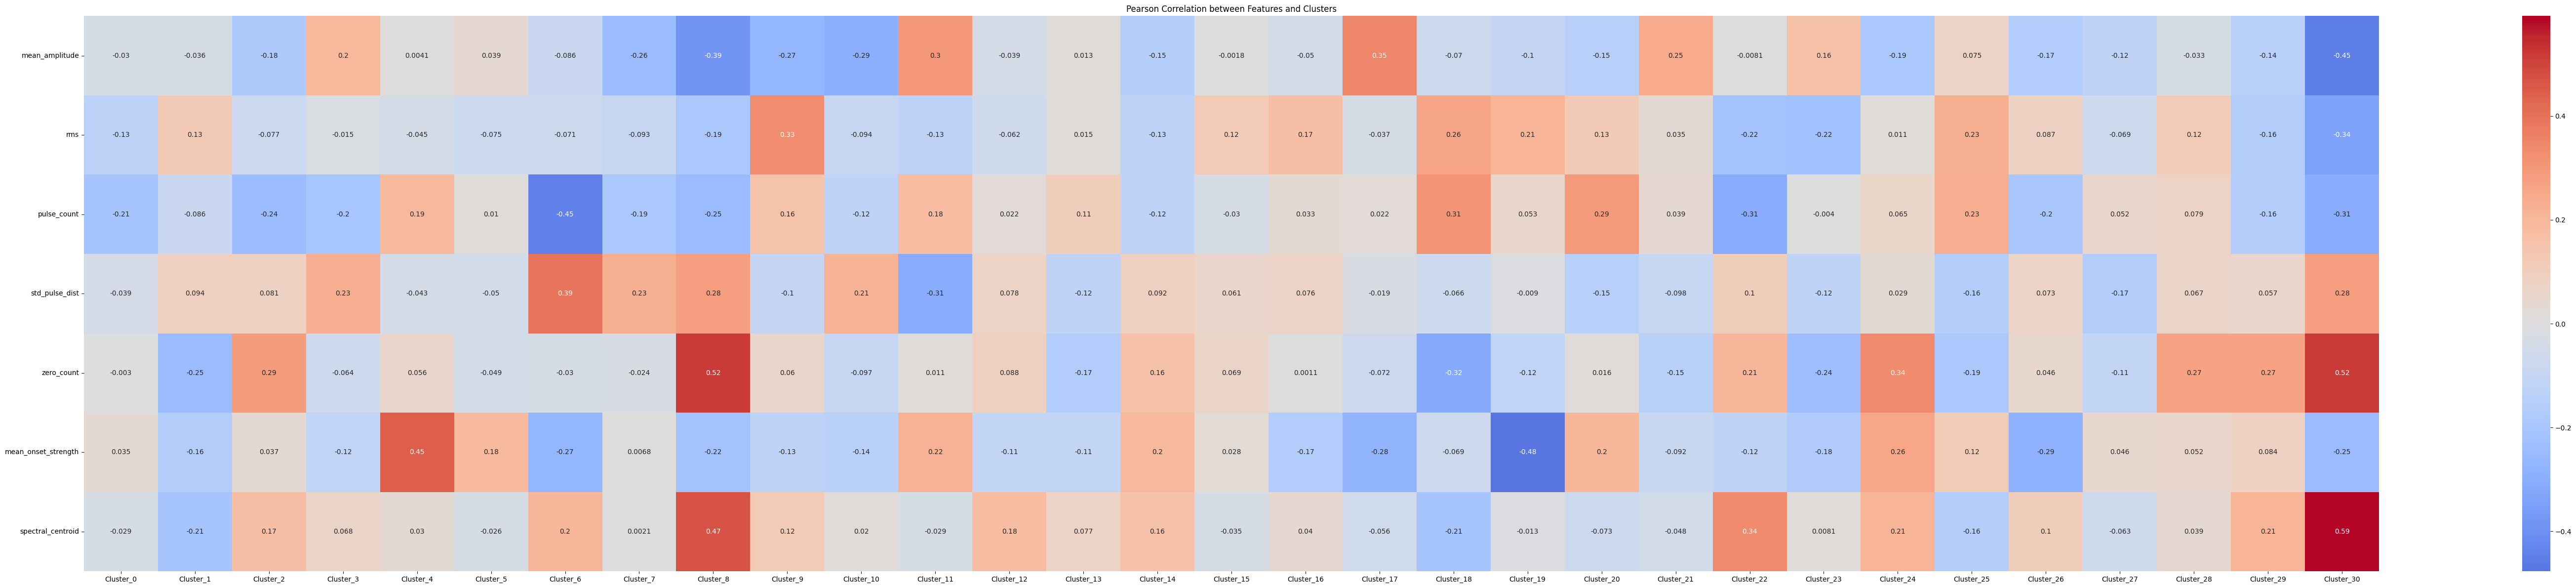 Pearson Correlation between Features and Clusters
mean_amplitude -0.03 -0.036 -0.18 0.2 0.0041 0.039 -0.086 -0.26 -0.39 -0.27 -0.29 0.3 -0.039 0.013 -0.15 -0.0018 -0.05 0.35 -0.07 -0.1 -0.15 0.25 -0.0081 0.16 -0.19 0.075 -0.17 -0.12 -0.033 -0.14 -0.45
rms -0.13 0.13 -0.077 -0.015 -0.045 -0.075 -0.071 -0.093 -0.19 0.33 -0.094 -0.13 -0.062 0.015 -0.13 0.12 0.17 -0.037 0.26 0.21 0.13 0.035 -0.22 -0.22 0.011 0.23 0.087 -0.069 0.12 -0.16 -0.34
0.4
pulse_count -0.21 -0.086 -0.24 -0.2 0.19 0.01 -0.45 -0.19 -0.25 0.16 -0.12 0.18 0.022 0.11 -0.12 -0.03 0.033 0.022 0.31 0.053 0.29 0.039 -0.31 -0.004 0.065 0.23 -0.2 0.052 0.079 -0.16 -0.31
0.2
std_pulse_dist -0.039 0.094 0.081 0.23 -0.043 -0.05 0.39 0.23 0.28 -0.1 0.21 -0.31 0.078 -0.12 0.092 0.061 0.076 -0.019 -0.066 -0.009 -0.15 -0.098 0.1 -0.12 0.029 -0.16 0.073 -0.17 0.067 0.057 0.28
0.0
zero_count -0.003 -0.25 0.29 -0.064 0.056 -0.049 -0.03 -0.024 0.52 0.06 -0.097 0.011 0.088 -0.17 0.16 0.069 0.0011 -0.072 -0.32 -0.12 0.016 -0.15 0.21 -0.24 0.34 -0.19 0.046 -0.11 0.27 0.27 0.52
−0.2
mean_onset_strength 0.035 -0.16 0.037 -0.12 0.45 0.18 -0.27 0.0068 -0.22 -0.13 -0.14 0.22 -0.11 -0.11 0.2 0.028 -0.17 -0.28 -0.069 -0.48 0.2 -0.092 -0.12 -0.18 0.26 0.12 -0.29 0.046 0.052 0.084 -0.25
spectral_centroid -0.029 -0.21 0.17 0.068 0.03 -0.026 0.2 0.0021 0.47 0.12 0.02 -0.029 0.18 0.077 0.16 -0.035 0.04 -0.056 -0.21 -0.013 -0.073 -0.048 0.34 0.0081 0.21 -0.16 0.1 -0.063 0.039 0.21 0.59
−0.4
Cluster_0 Cluster_1 Cluster_2 Cluster_3 Cluster_4 Cluster_5 Cluster_6 Cluster_7 Cluster_8 Cluster_9 Cluster_10 Cluster_11 Cluster_12 Cluster_13 Cluster_14 Cluster_15 Cluster_16 Cluster_17 Cluster_18 Cluster_19 Cluster_20 Cluster_21 Cluster_22 Cluster_23 Cluster_24 Cluster_25 Cluster_26 Cluster_27 Cluster_28 Cluster_29 Cluster_30